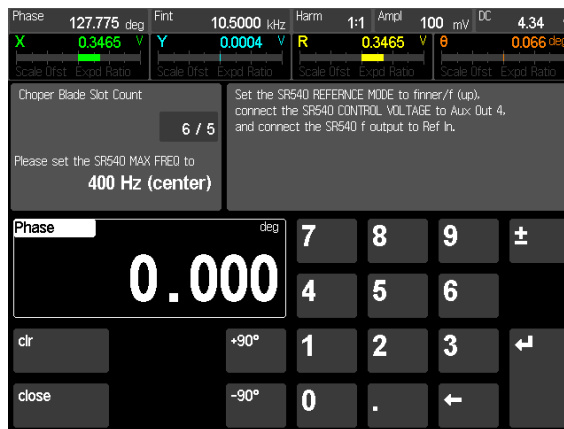 Phase 127.775 deg Fint 10.5000 kHz Harm 1:1 Ampl 100 mV DC 4.34
X 0.3465 V Y 0.0004 V R 0.3465 V θ 0.066 deg
Scale Ofst Expd Ratio Scale Ofst Expd Ratio Scale Ofst Expd Ratio Scale Ofst Expd Ratio
Choper Blade Slot Count
6 / 5
Please set the SR540 MAX FREQ to
400 Hz (center)
Set the SR540 REFERNCE MODE to finner/f (up),
connect the SR540 CONTROL VOLTAGE to Aux Out 4,
and connect the SR540 f output to Ref In.
Phase deg
0.000
7 8 9 ±
4 5 6
clr +90° 1 2 3
close -90° 0 .